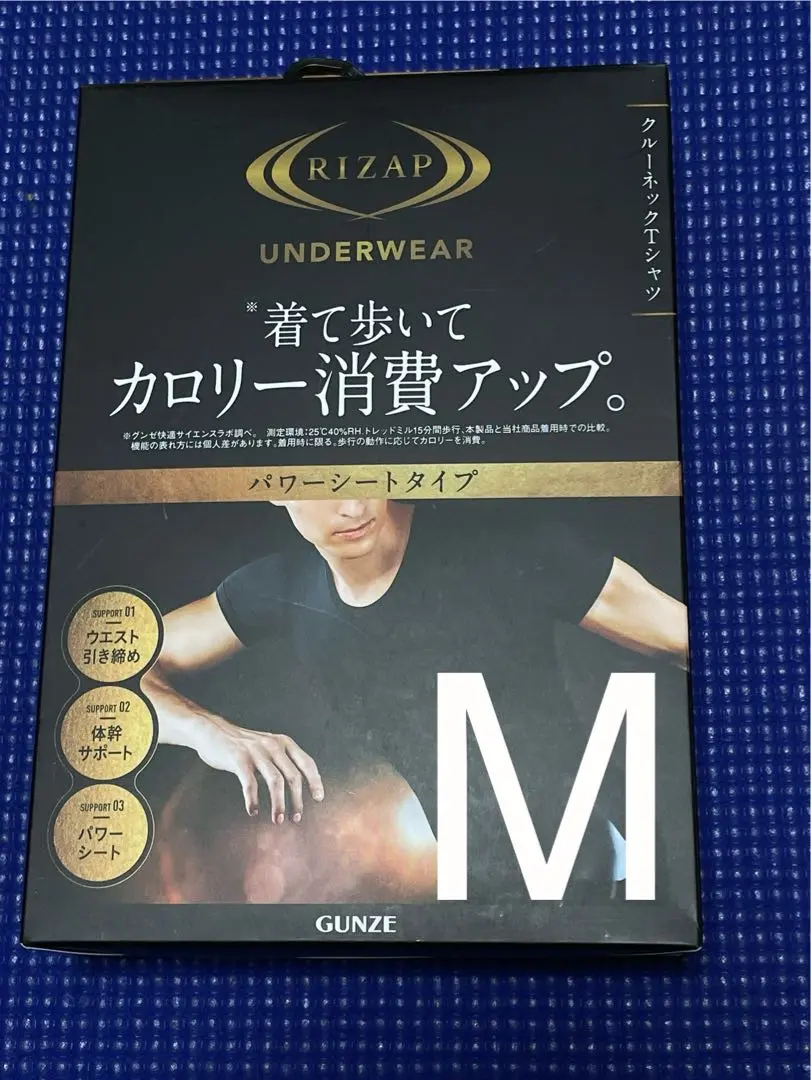 RIZAP
UNDERWEAR
クルーネックTシャツ
※着て歩いて
カロリー消費アップ。
※グンゼ快適サイエンスラボ調べ。 測定環境:25℃40%RH.トレッドミル15分間歩行、本製品と当社商品着用時での比較。
機能の表れ方には個人差があります。着用時に限る。歩行の動作に応じてカロリーを消費。
パワーシートタイプ
SUPPORT 01
ウエスト
引き締め
SUPPORT 02
体幹
サポート
SUPPORT 03
パワー
シート
M
GUNZE